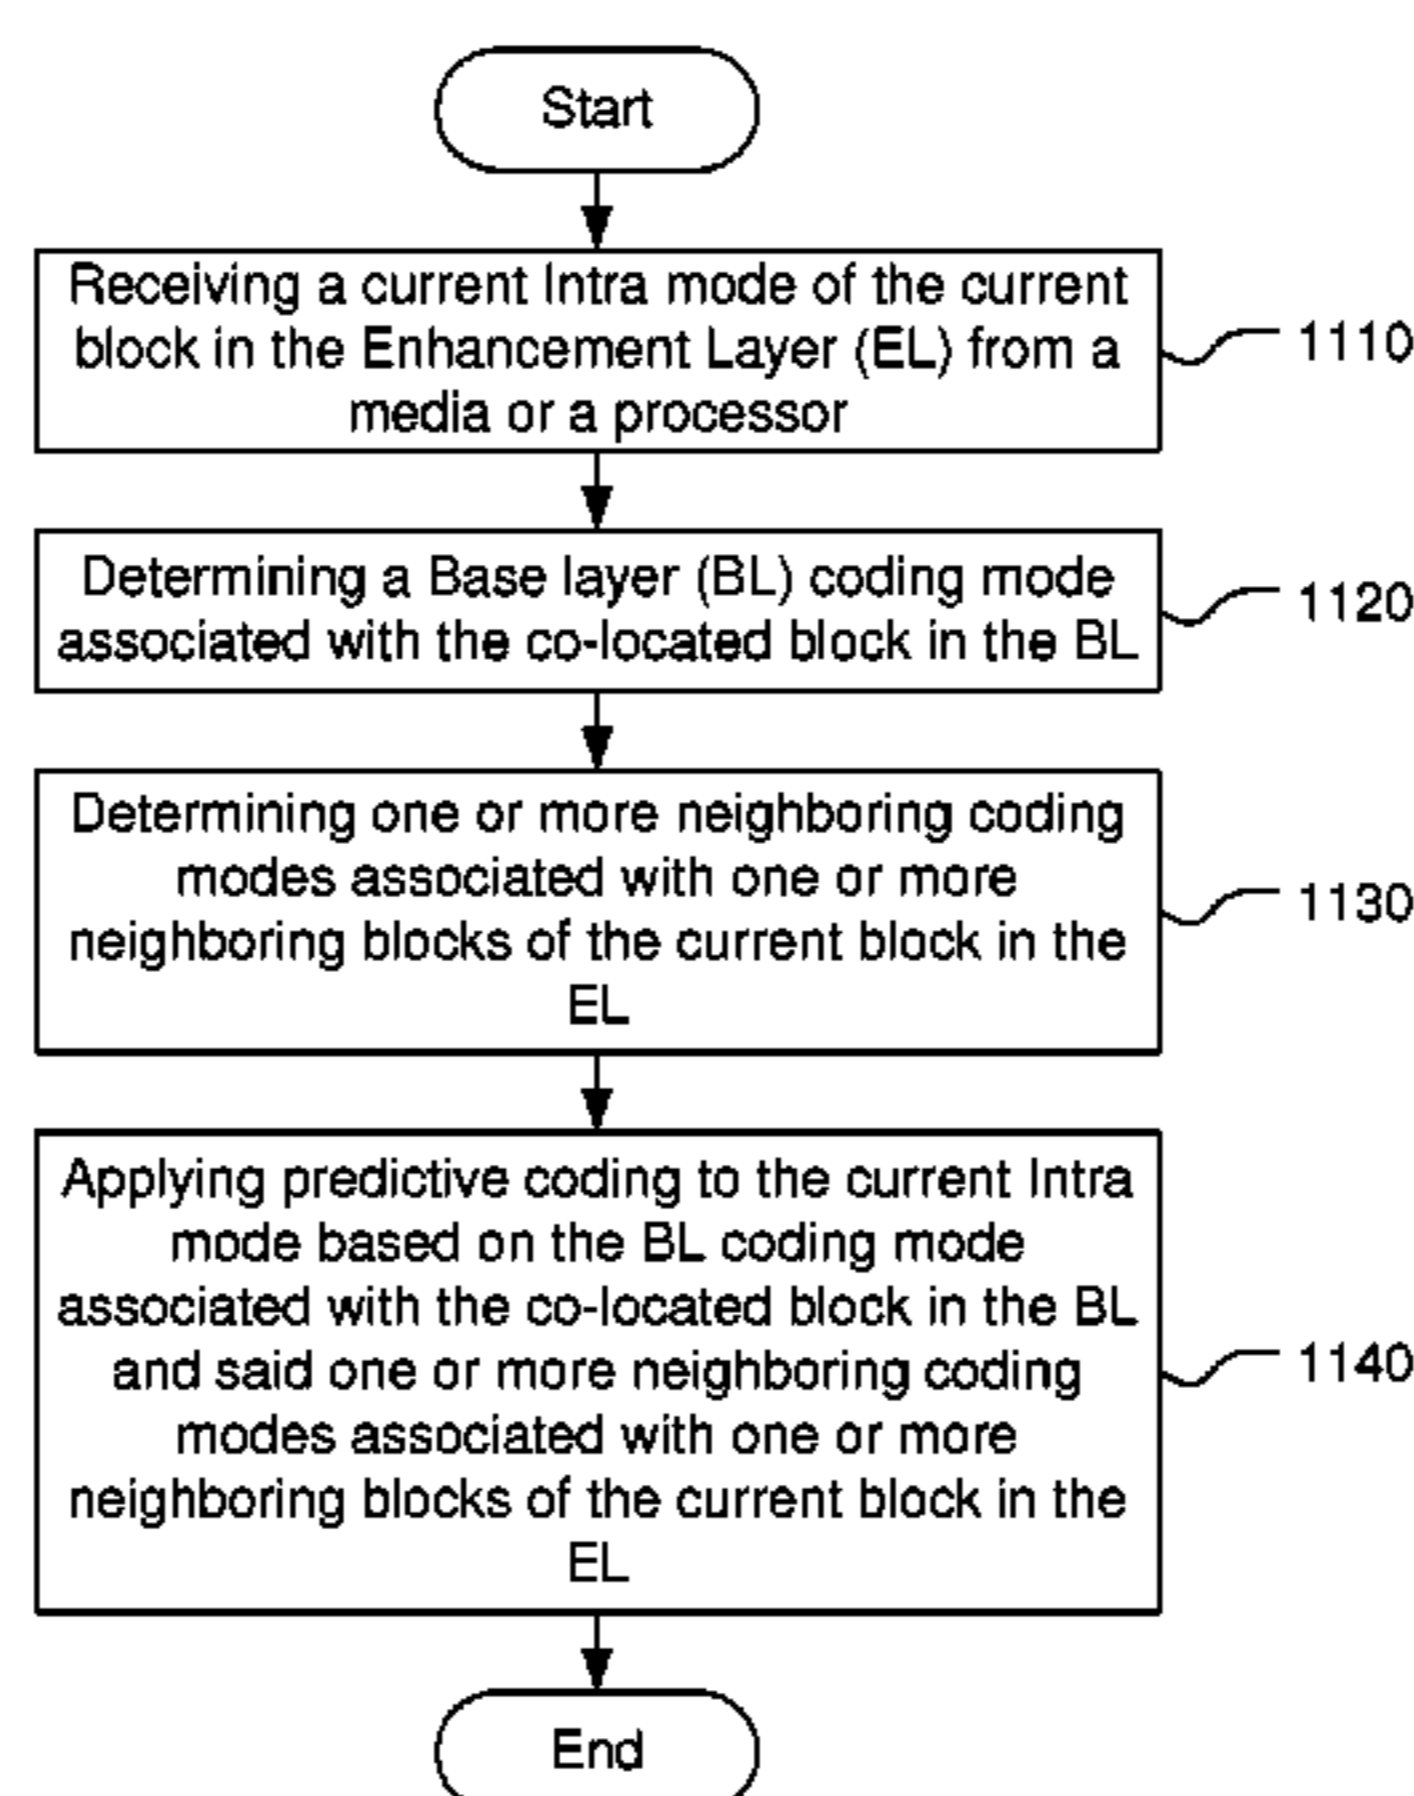 Start
Receiving a current Intra mode of the current
block in the Enhancement Layer (EL) from a
media or a processor
1110
Determining a Base layer (BL) coding mode
associated with the co-located block in the BL
1120
Determining one or more neighboring coding
modes associated with one or more
neighboring blocks of the current block in the
EL
1130
Applying predictive coding to the current Intra
mode based on the BL coding mode
associated with the co-located block in the BL
and said one or more neighboring coding
modes associated with one or more
neighboring blocks of the current block in the
EL
1140
End